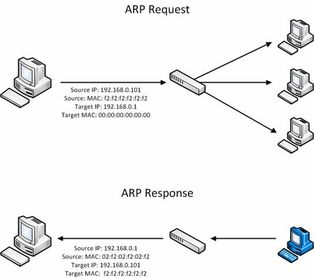 ARP Request
Source IP: 192.168.0.101
Source: MAC: f2:f2:f2:f2:f2:f2
Target IP: 192.168.0.1
Target MAC: 00:00:00:00:00:00
ARP Response
Source IP: 192.168.0.1
Source MAC: 02:f2:02:f2:02:f2
Target IP: 192.168.0.101
Target MAC: f2:f2:f2:f2:f2:f2